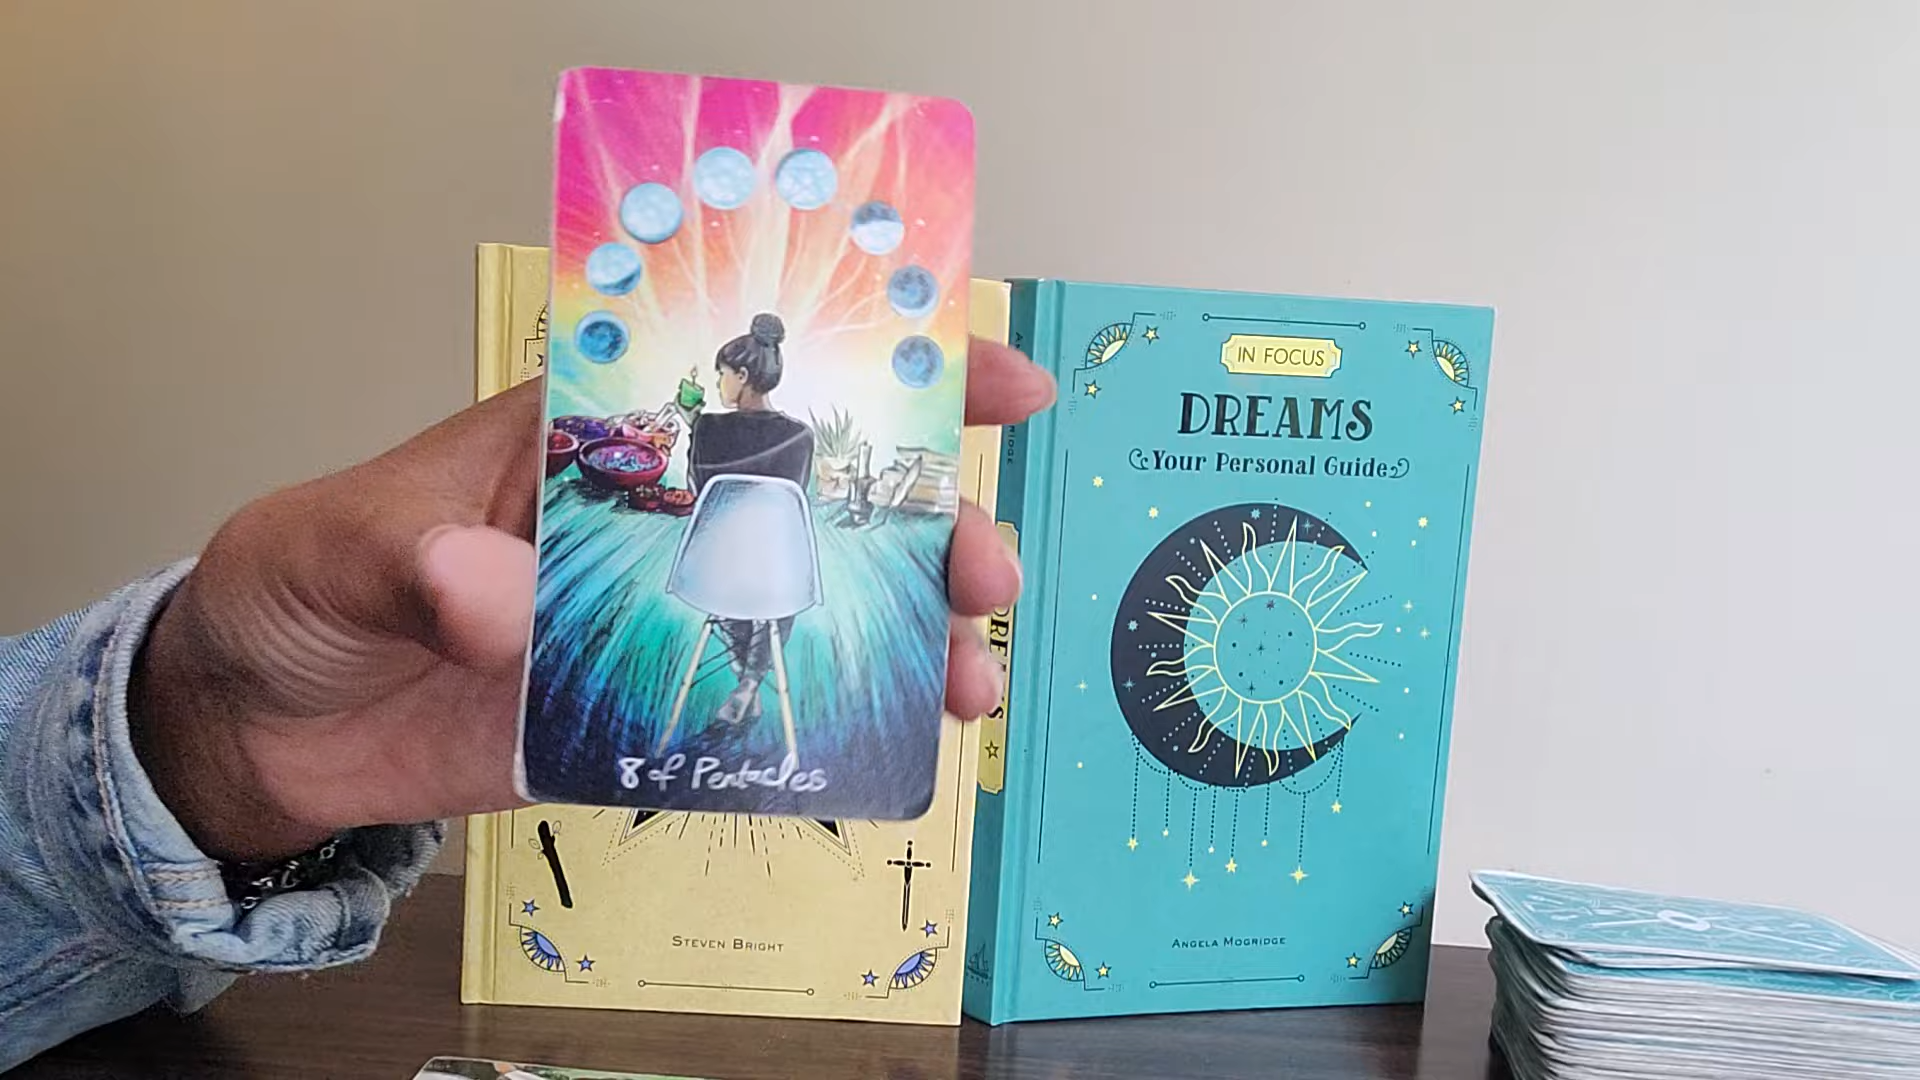 8 of Pentacles
STEVEN BRIGHT
IN FOCUS
DREAMS
Your Personal Guide
ANGELA MOGRIDGE